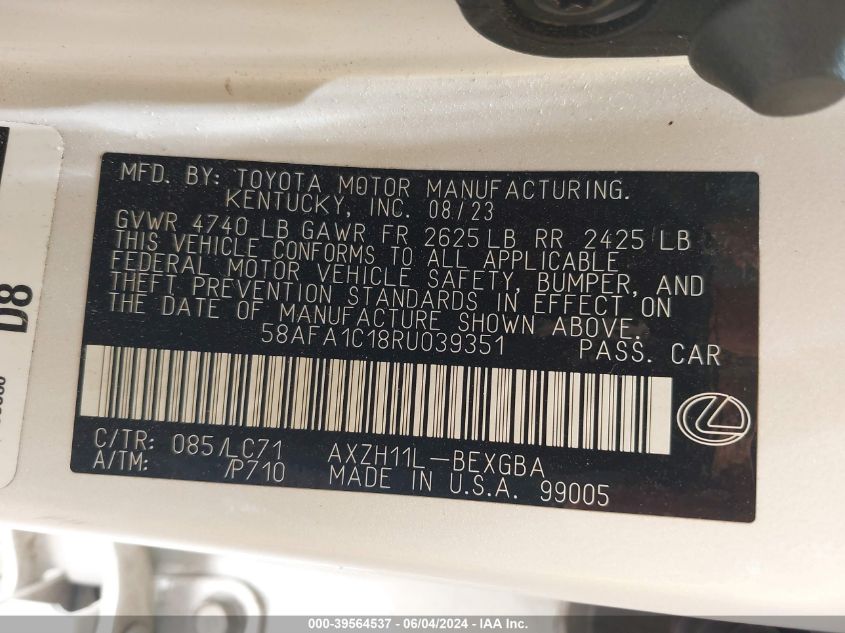 MFD. BY: TOYOTA MOTOR MANUFACTURING.
KENTUCKY, INC. 08/23
GVWR 4740 LB GAWR FR 2625 LB RR 2425 LB
THIS VEHICLE CONFORMS TO ALL APPLICABLE
FEDERAL MOTOR VEHICLE SAFETY, BUMPER, AND
THEFT PREVENTION STANDARDS IN EFFECT ON
THE DATE OF MANUFACTURE SHOWN ABOVE.
58AFA1C18RU039351 PASS. CAR
C/TR: 085/LC71 AXZH11L-BEXGBA
A/TM: /P710 MADE IN U.S.A. 99005
D8
000-39564537 - 06/04/2024 - IAA Inc.